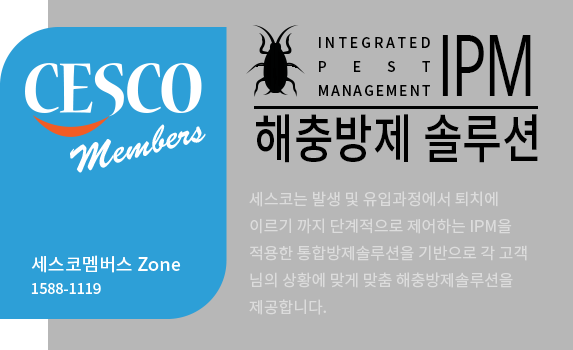 CESCO
Members
세스코멤버스 Zone
1588-1119
INTEGRATED
PEST
MANAGEMENT
IPM
해충방제 솔루션
세스코는 발생 및 유입과정에서 퇴치에
이르기 까지 단계적으로 제어하는 IPM을
적용한 통합방제솔루션을 기반으로 각 고객
님의 상황에 맞게 맞춤 해충방제솔루션을
제공합니다.